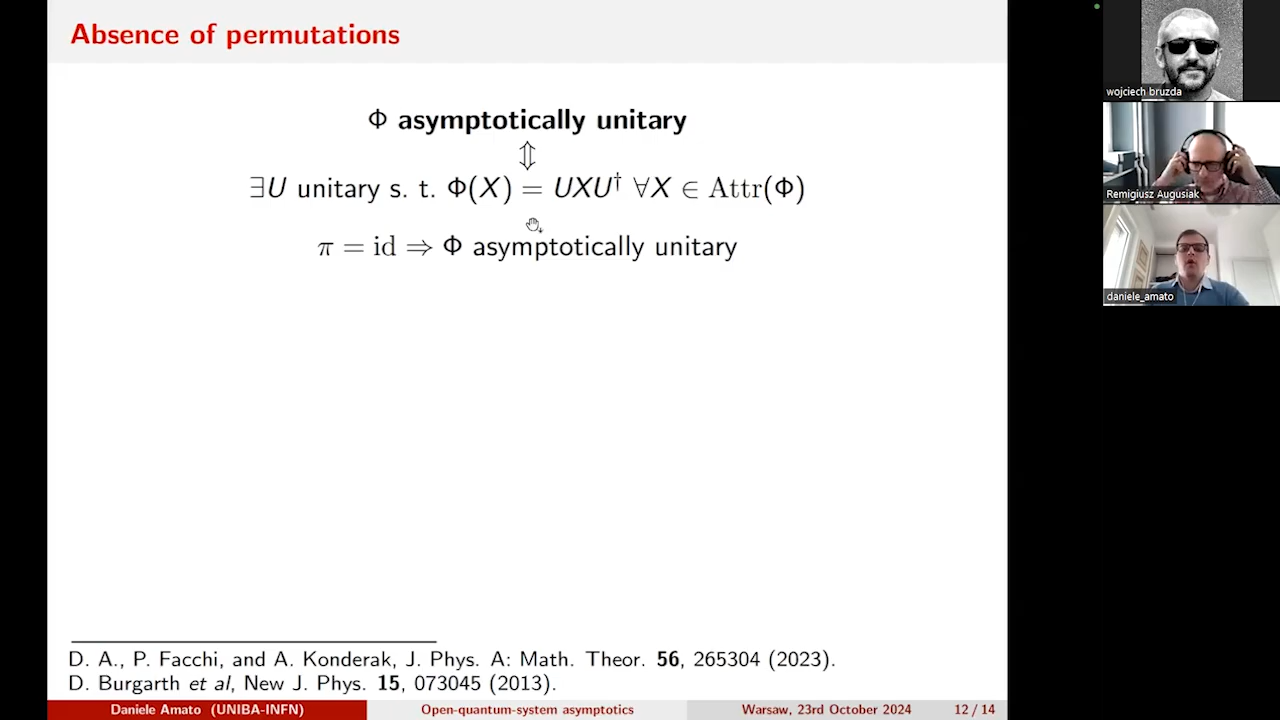 Absence of permutations
Φ asymptotically unitary
⇕
∃U unitary s. t. Φ(X) = UXU† ∀X ∈ Attr(Φ)
π = id ⇒ Φ asymptotically unitary
D. A., P. Facchi, and A. Konderak, J. Phys. A: Math. Theor. 56, 265304 (2023).
D. Burgarth et al, New J. Phys. 15, 073045 (2013).
Daniele Amato (UNIBA-INFN) Open-quantum-system asymptotics Warsaw, 23rd October 2024 12 / 14
wojciech bruzda
Remigiusz Augusiak
daniele_amato